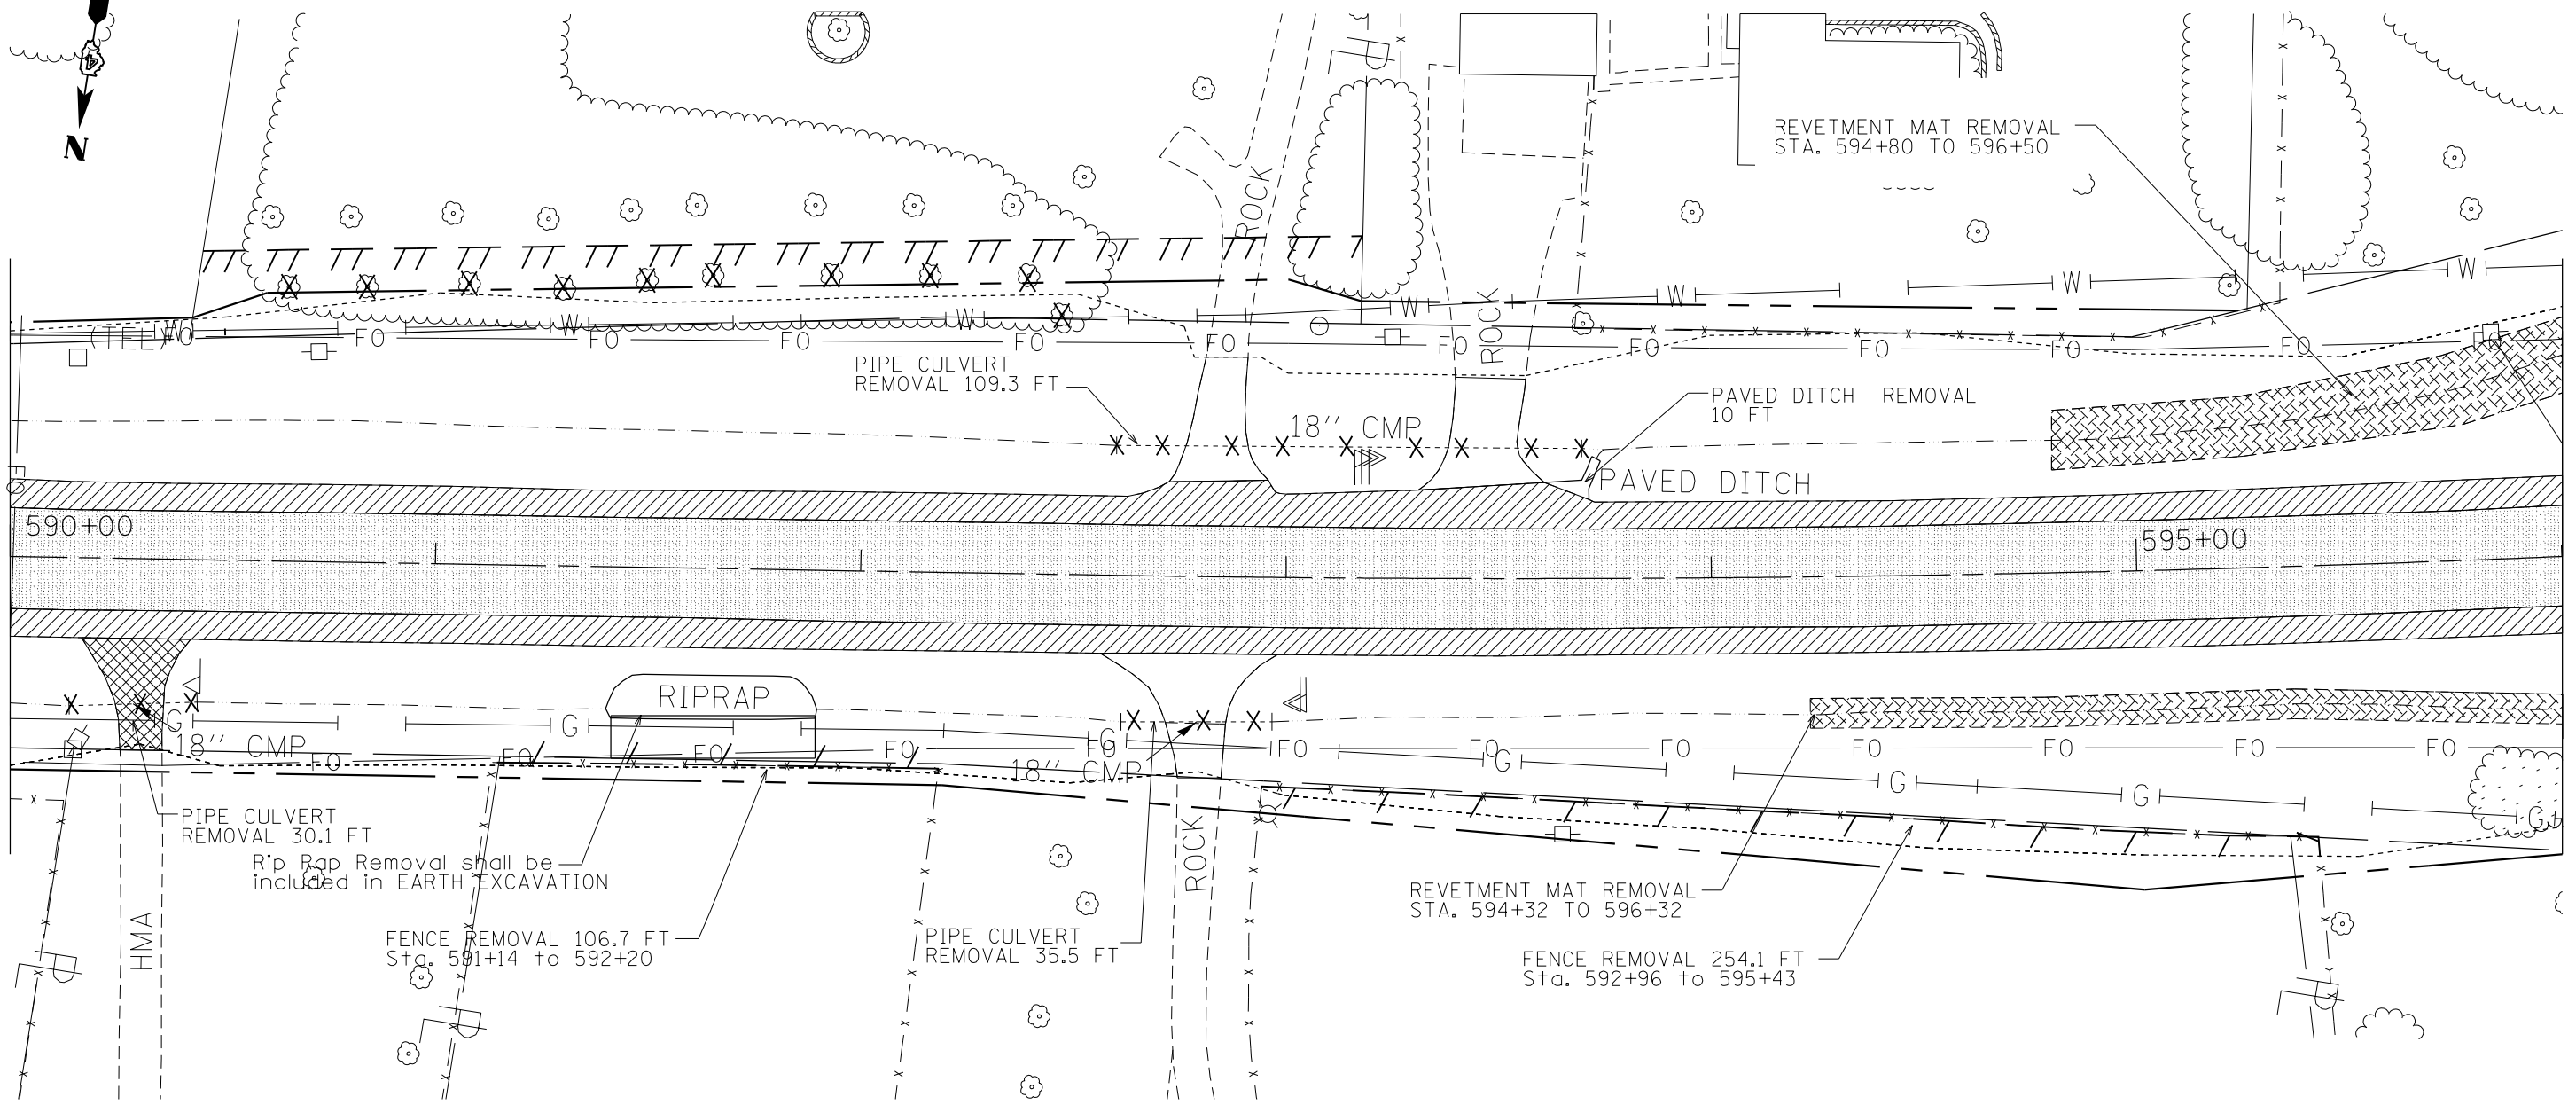 N
REVETMENT MAT REMOVAL
STA. 594+80 TO 596+50
ROCK
ROCK
W
W
W
W
W
W
W
(TEL)
FO
FO
FO
FO
FO
FO
FO
FO
FO
FO
FO
FO
PIPE CULVERT
REMOVAL 109.3 FT
PAVED DITCH REMOVAL
10 FT
18" CMP
PAVED DITCH
590+00
595+00
RIPRAP
G
G
G
G
G
G
G
18" CMP
FO
FO
FO
FO
FO
FO
FO
FO
FO
FO
FO
FO
18" CMP
PIPE CULVERT
REMOVAL 30.1 FT
Rip Rap Removal shall be
included in EARTH EXCAVATION
HMA
ROCK
FENCE REMOVAL 106.7 FT
Sta. 591+14 to 592+20
PIPE CULVERT
REMOVAL 35.5 FT
REVETMENT MAT REMOVAL
STA. 594+32 TO 596+32
FENCE REMOVAL 254.1 FT
Sta. 592+96 to 595+43